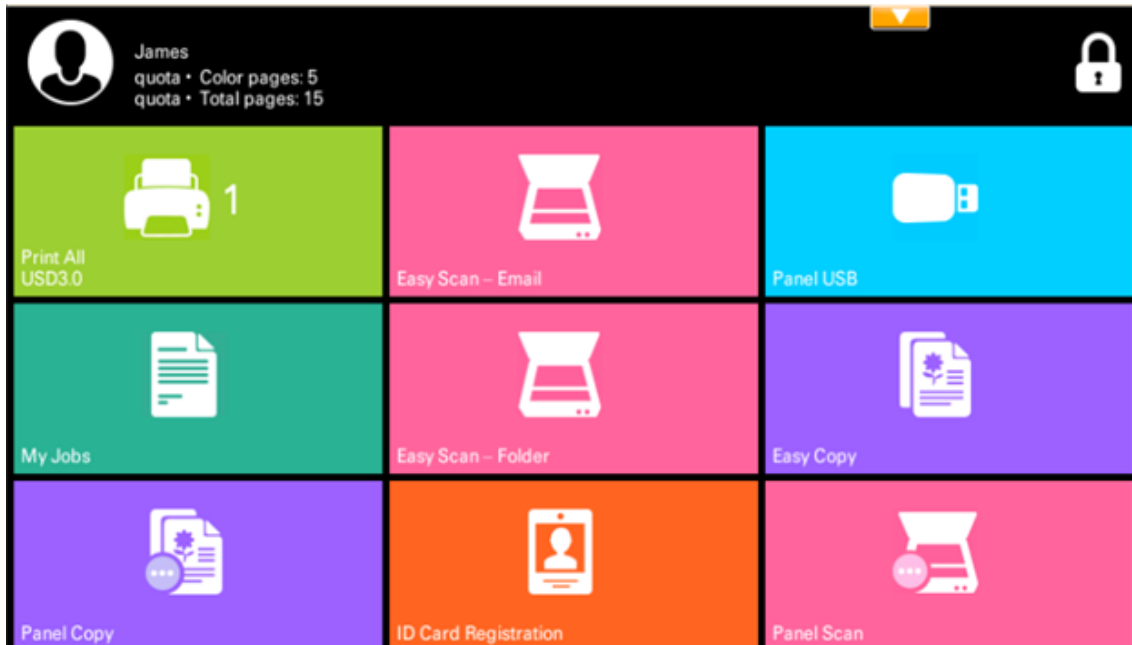 James
quota • Color pages: 5
quota • Total pages: 15
1
Print All
USD3.0
Easy Scan – Email
Panel USB
My Jobs
Easy Scan – Folder
Easy Copy
Panel Copy
ID Card Registration
Panel Scan